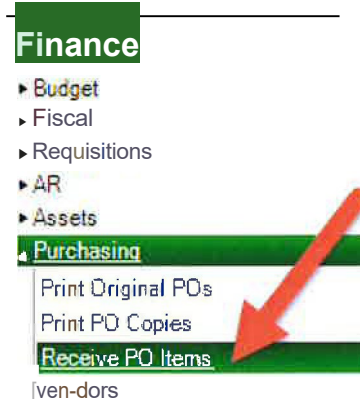 Finance
Budget
Fiscal
Requisitions
AR
Assets
Purchasing
Print Original POs
Print PO Copies
Receive PO Items
[ven-dors